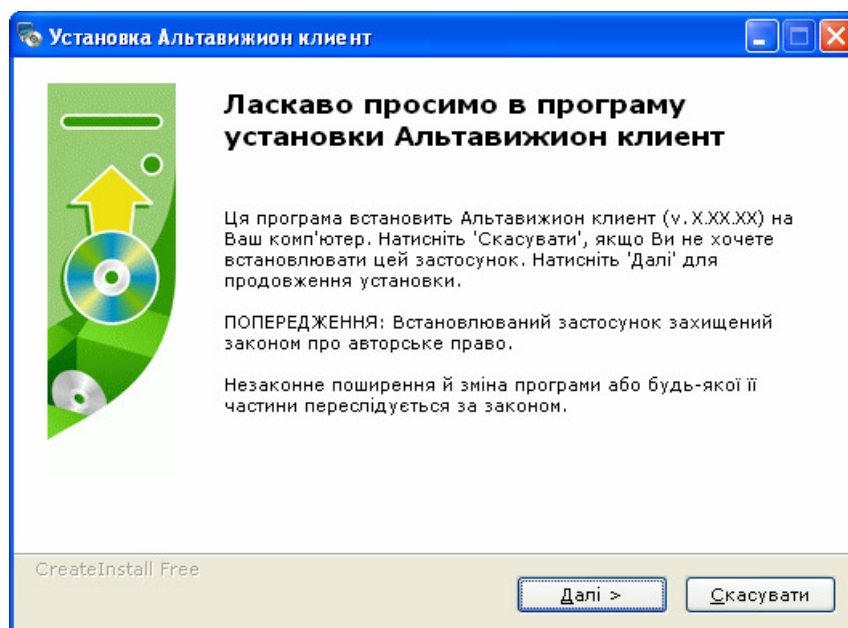 Установка Альтавижион клиент
Ласкаво просимо в програму
установки Альтавижион клиент
Ця програма встановить Альтавижион клиент (v. X.XX.XX) на
Ваш комп'ютер. Натисніть 'Скасувати', якщо Ви не хочете
встановлювати цей застосунок. Натисніть 'Далі' для
продовження установки.
ПОПЕРЕДЖЕННЯ: Встановлюваний застосунок захищений
законом про авторське право.
Незаконне поширення й зміна програми або будь-якої її
частини переслідується за законом.
CreateInstall Free
Далі >
Скасувати